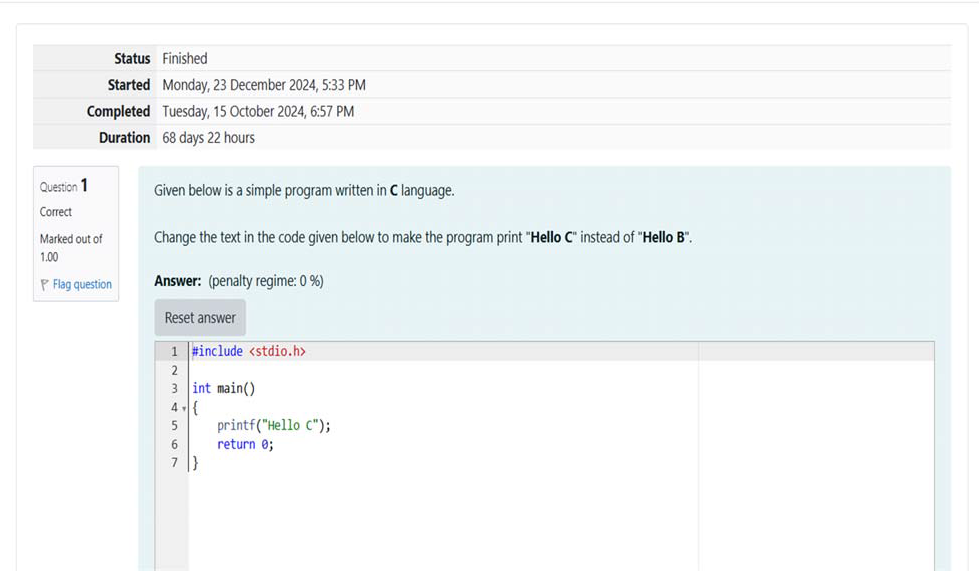 Status Finished
Started Monday, 23 December 2024, 5:33 PM
Completed Tuesday, 15 October 2024, 6:57 PM
Duration 68 days 22 hours
Question 1
Correct
Marked out of
1.00
Flag question
Given below is a simple program written in C language.
Change the text in the code given below to make the program print "Hello C" instead of "Hello B".
Answer: (penalty regime: 0 %)
Reset answer
1 #include <stdio.h>
2
3 int main()
4 {
5 printf("Hello C");
6 return 0;
7 }